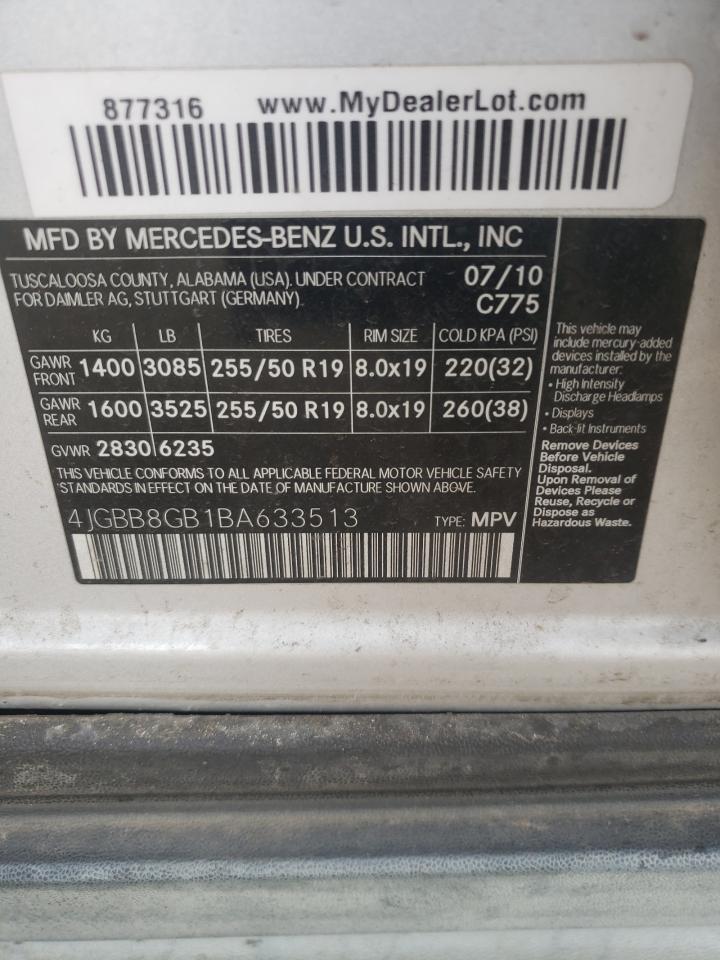 877316 www.MyDealerLot.com
MFD BY MERCEDES-BENZ U.S. INTL., INC
TUSCALOOSA COUNTY, ALABAMA (USA). UNDER CONTRACT 07/10
FOR DAIMLER AG, STUTTGART (GERMANY). C775
KG LB TIRES RIM SIZE COLD KPA (PSI)
GAWR FRONT 1400 3085 255/50 R19 8.0x19 220(32)
GAWR REAR 1600 3525 255/50 R19 8.0x19 260(38)
GVWR 2830 6235
THIS VEHICLE CONFORMS TO ALL APPLICABLE FEDERAL MOTOR VEHICLE SAFETY
STANDARDS IN EFFECT ON THE DATE OF MANUFACTURE SHOWN ABOVE.
4JGBB8GB1BA633513 TYPE: MPV
This vehicle may
include mercury-added
devices installed by the
manufacturer:
• High Intensity
Discharge Headlamps
• Displays
• Back-lit Instruments
Remove Devices
Before Vehicle
Disposal.
Upon Removal of
Devices Please
Reuse, Recycle or
Dispose as
Hazardous Waste.